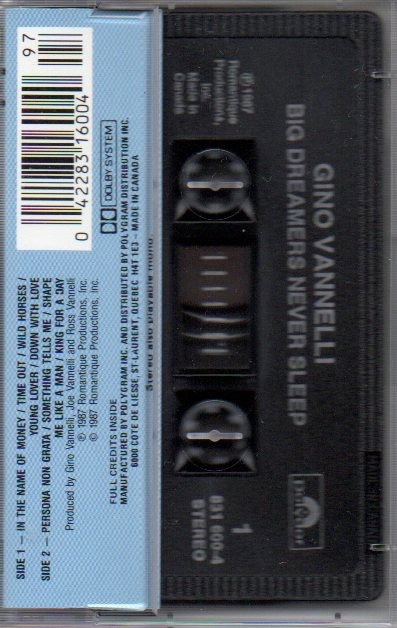 SIDE 1 — IN THE NAME OF MONEY / TIME OUT / WILD HORSES /
YOUNG LOVER / DOWN WITH LOVE
SIDE 2 - PERSONA NON GRATA / SOMETHING TELLS ME / SHAPE
ME LIKE A MAN / KING FOR A DAY
Produced by Gino Vannelli, Joe Vannelli and Ross Vannelli
℗ 1987 Romantique Productions, Inc.
© 1987 Romantique Productions, Inc.
0 42283 16004
97
DOLBY SYSTEM
FULL CREDITS INSIDE
MANUFACTURED BY POLYGRAM INC. AND DISTRIBUTED BY POLYGRAM DISTRIBUTION INC.
6000 COTE DE LIESSE, ST-LAURENT, QUEBEC H4T 1E3 - MADE IN CANADA
Stereo also playable mono.
℗ 1987
Romantique
Productions,
Inc.
Made in
Canada
GINO VANNELLI
BIG DREAMERS NEVER SLEEP
1
831 600-4
STEREO
Polydor